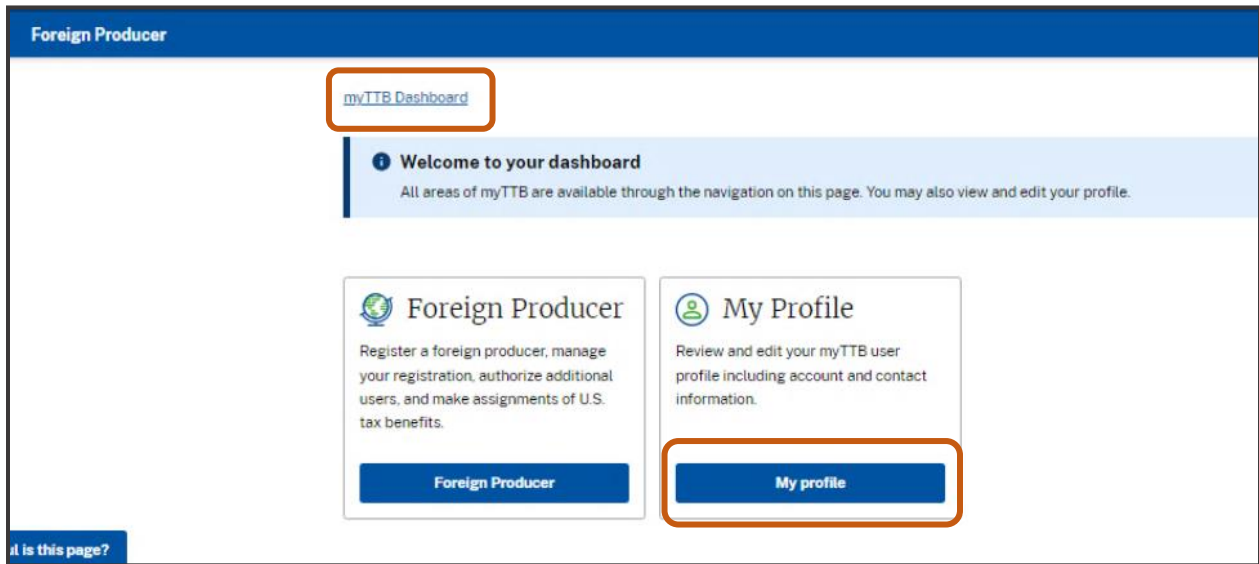 Foreign Producer
myTTB Dashboard
Welcome to your dashboard
All areas of myTTB are available through the navigation on this page. You may also view and edit your profile.
Foreign Producer
Register a foreign producer, manage
your registration, authorize additional
users, and make assignments of U.S.
tax benefits.
Foreign Producer
My Profile
Review and edit your myTTB user
profile including account and contact
information.
My profile
ul is this page?